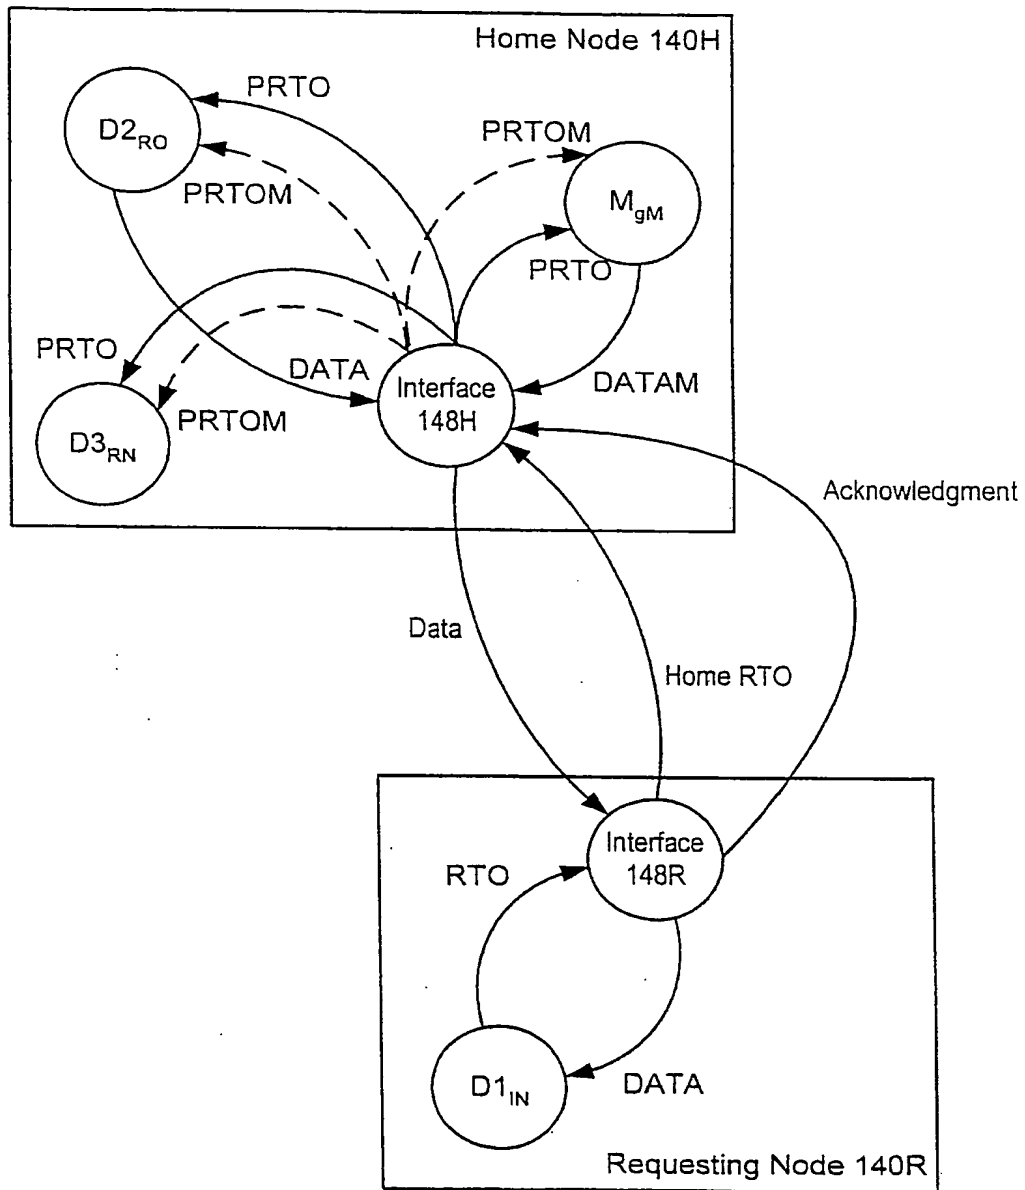 Home Node 140H
PRTO
D2RO
PRTOM
PRTOM
MgM
PRTO
PRTO
DATA
Interface
148H
DATAM
PRTOM
D3RN
Acknowledgment
Data
Home RTO
Interface
148R
RTO
D1IN
DATA
Requesting Node 140R